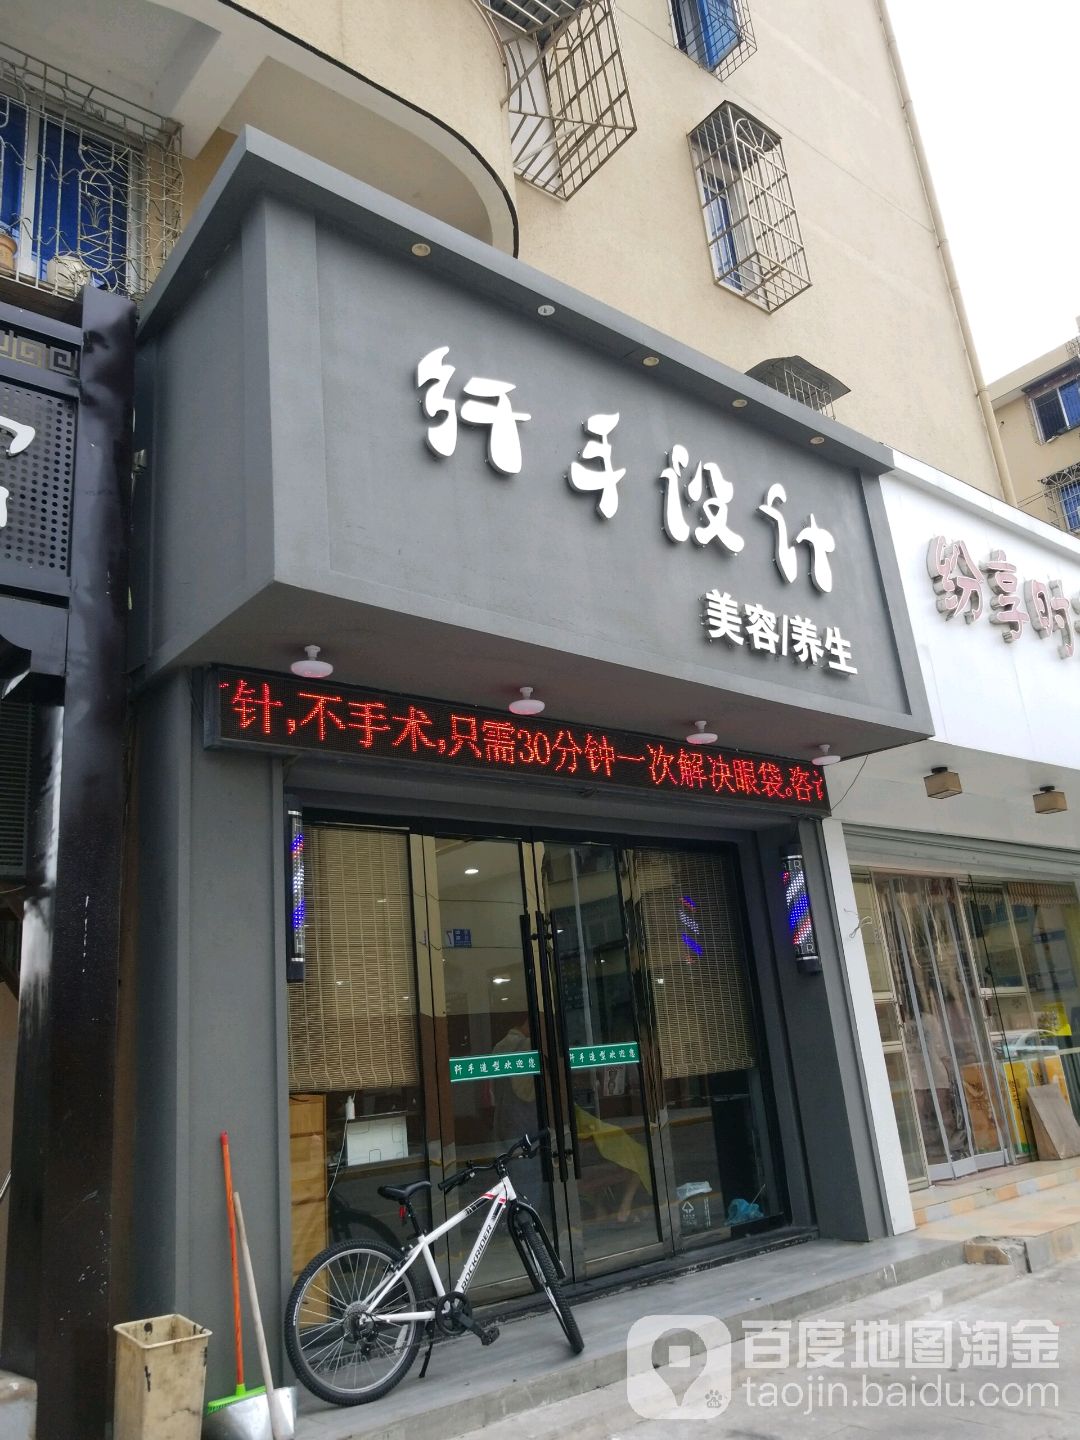 纤手设计
美容/养生
针,不手术,只需30分钟一次解决眼袋。咨
纷享时
纤手造型欢迎您
纤手造型欢迎您
ROCKRIDER
百度地图淘金
taojin.baidu.com